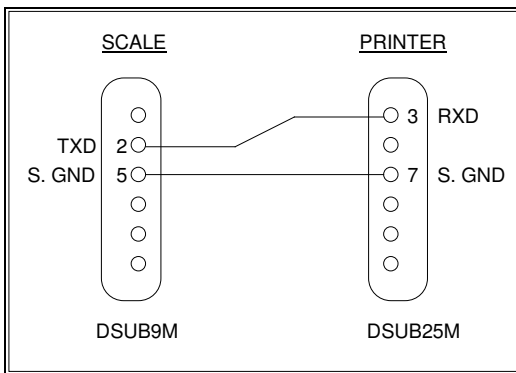 SCALE PRINTER
3 RXD
TXD 2
S. GND 5 7 S. GND
DSUB9M DSUB25M